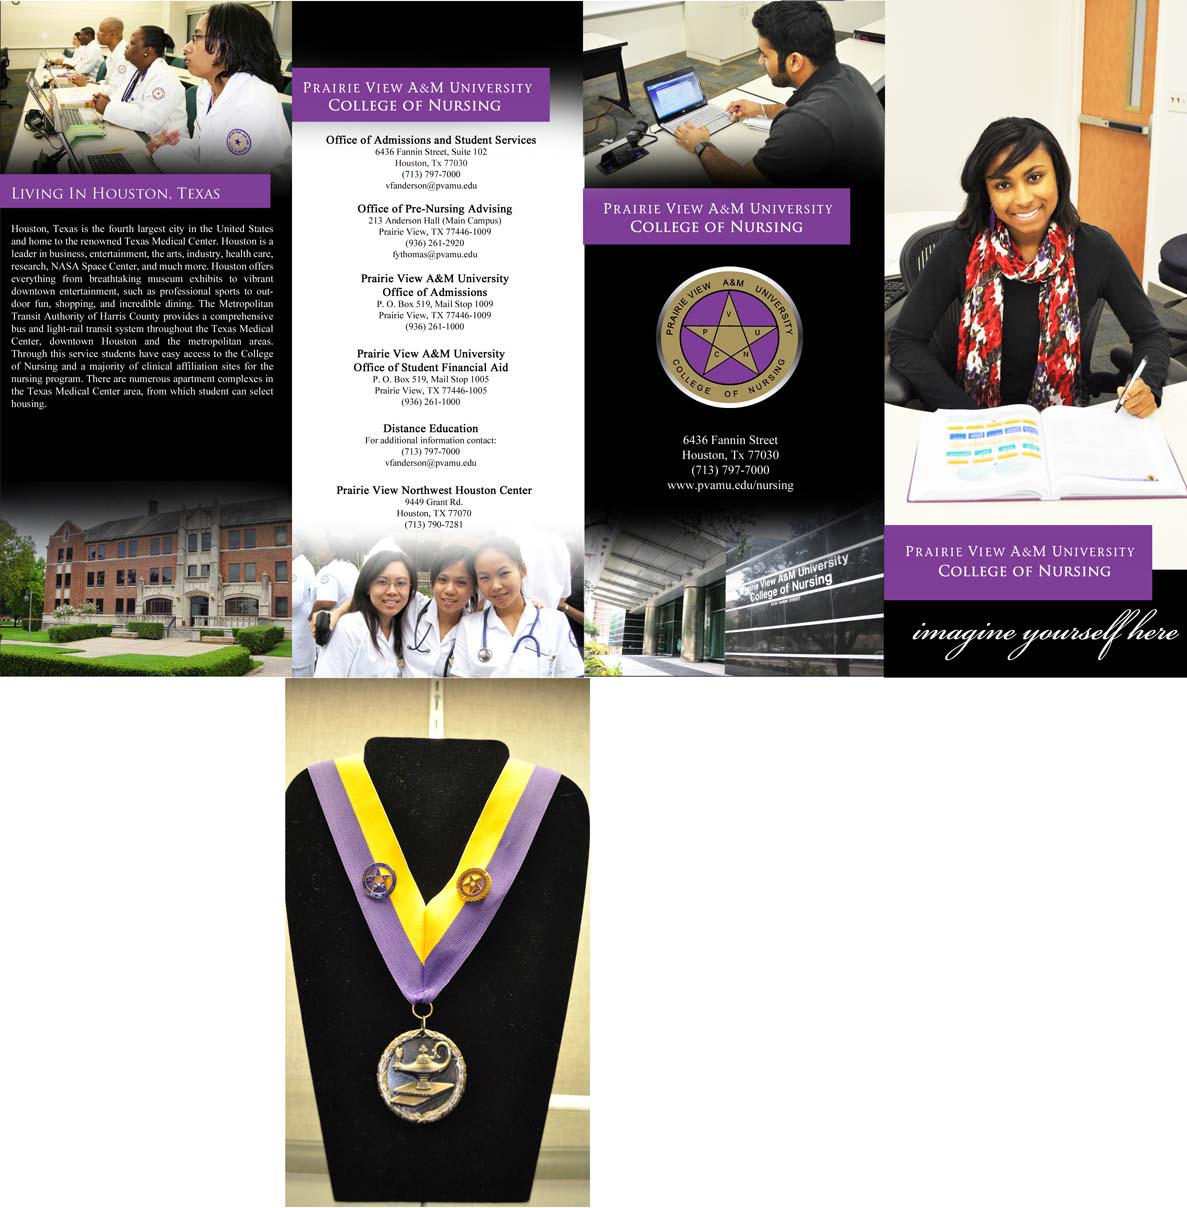 LIVING IN HOUSTON, TEXAS
Houston, Texas is the fourth largest city in the United States
and home to the renowned Texas Medical Center. Houston is a
leader in business, entertainment, the arts, industry, health care,
research, NASA Space Center, and much more. Houston offers
everything from breathtaking museum exhibits to vibrant
downtown entertainment, such as professional sports to out-
door fun, shopping, and incredible dining. The Metropolitan
Transit Authority of Harris County provides a comprehensive
bus and light-rail transit system throughout the Texas Medical
Center, downtown Houston and the metropolitan areas.
Through this service students have easy access to the College
of Nursing and a majority of clinical affiliation sites for the
nursing program. There are numerous apartment complexes in
the Texas Medical Center area, from which student can select
housing.
PRAIRIE VIEW A&M UNIVERSITY
COLLEGE OF NURSING
Office of Admissions and Student Services
6436 Fannin Street, Suite 102
Houston, Tx 77030
(713) 797-7000
vfanderson@pvamu.edu
Office of Pre-Nursing Advising
213 Anderson Hall (Main Campus)
Prairie View, TX 77446-1009
(936) 261-2920
fythomas@pvamu.edu
Prairie View A&M University
Office of Admissions
P. O. Box 519, Mail Stop 1009
Prairie View, TX 77446-1009
(936) 261-1000
Prairie View A&M University
Office of Student Financial Aid
P. O. Box 519, Mail Stop 1005
Prairie View, TX 77446-1005
(936) 261-1000
Distance Education
For additional information contact:
(713) 797-7000
vfanderson@pvamu.edu
Prairie View Northwest Houston Center
9449 Grant Rd.
Houston, TX 77070
(713) 790-7281
PRAIRIE VIEW A&M UNIVERSITY
COLLEGE OF NURSING
PRAIRIE VIEW A&M UNIVERSITY
V
P U
C N
COLLEGE OF NURSING
6436 Fannin Street
Houston, Tx 77030
(713) 797-7000
www.pvamu.edu/nursing
Prairie View A&M University
College of Nursing
PRAIRIE VIEW A&M UNIVERSITY
COLLEGE OF NURSING
imagine yourself here